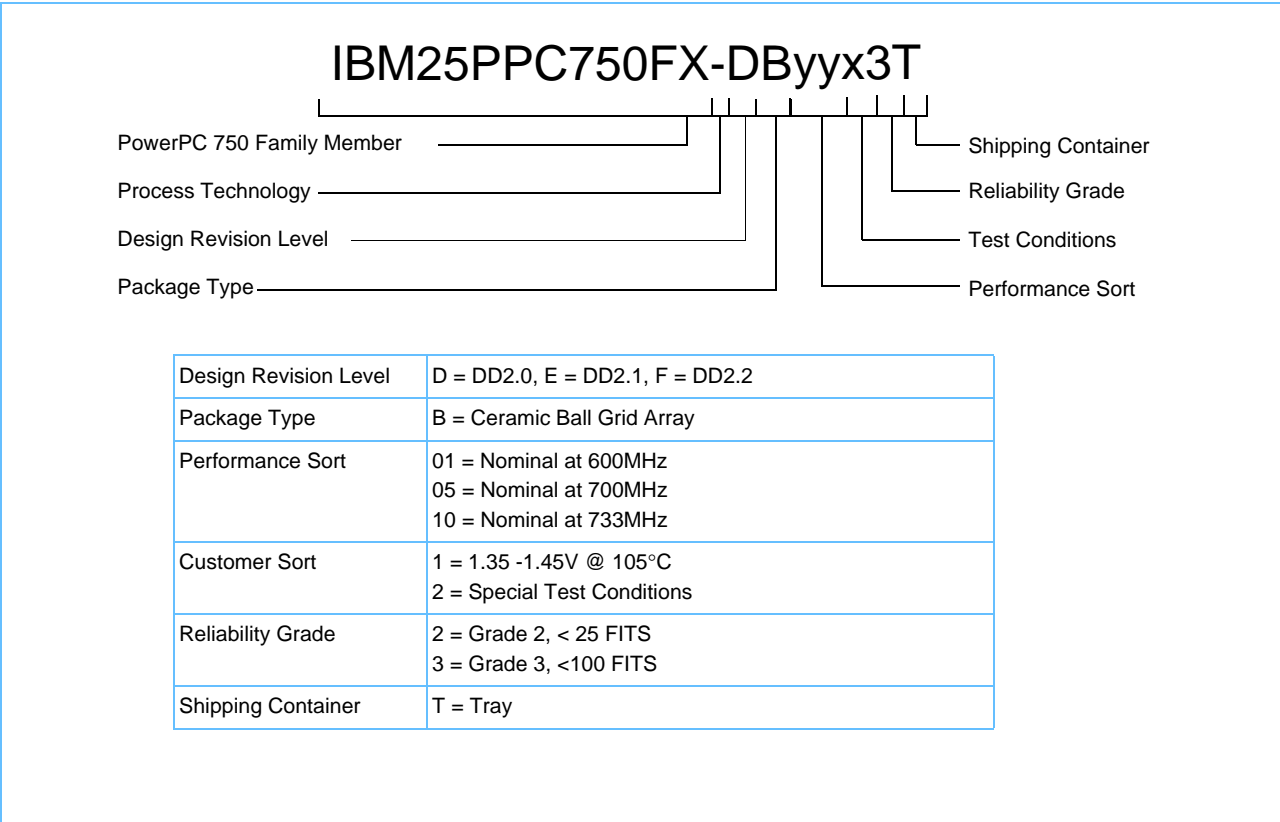 IBM25PPC750FX-DByyx3T
PowerPC 750 Family Member
Shipping Container
Process Technology
Reliability Grade
Design Revision Level
Test Conditions
Package Type
Performance Sort
Design Revision Level D = DD2.0, E = DD2.1, F = DD2.2
Package Type B = Ceramic Ball Grid Array
Performance Sort 01 = Nominal at 600MHz
05 = Nominal at 700MHz
10 = Nominal at 733MHz
Customer Sort 1 = 1.35 -1.45V @ 105°C
2 = Special Test Conditions
Reliability Grade 2 = Grade 2, < 25 FITS
3 = Grade 3, <100 FITS
Shipping Container T = Tray